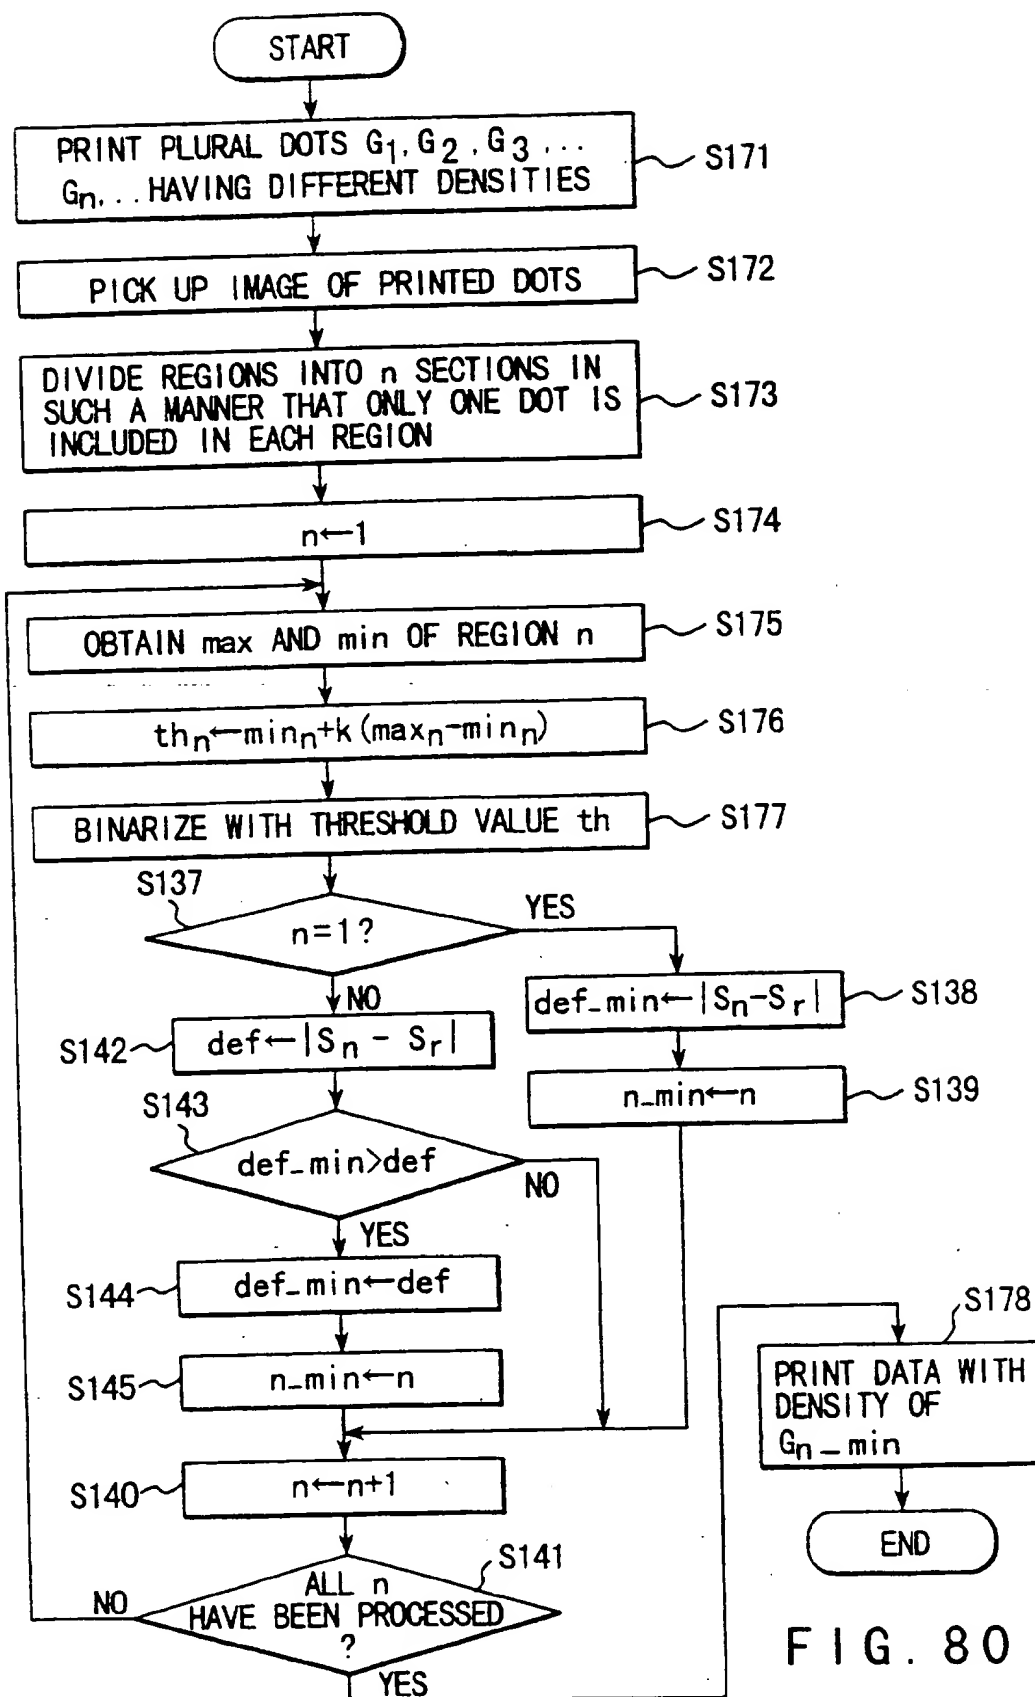 START
PRINT PLURAL DOTS G1, G2, G3 ...
Gn, ... HAVING DIFFERENT DENSITIES
S171
PICK UP IMAGE OF PRINTED DOTS
S172
DIVIDE REGIONS INTO n SECTIONS IN
SUCH A MANNER THAT ONLY ONE DOT IS
INCLUDED IN EACH REGION
S173
n←1
S174
OBTAIN max AND min OF REGION n
S175
thn←minn+k(maxn-minn)
S176
BINARIZE WITH THRESHOLD VALUE th
S177
S137
n=1?
YES
NO
def_min←|Sn-Sr|
S138
S142
def←|Sn - Sr|
n_min←n
S139
S143
def_min>def
NO
YES
S144
def_min←def
S145
n_min←n
S140
n←n+1
S141
ALL n
HAVE BEEN PROCESSED
?
NO
YES
S178
PRINT DATA WITH
DENSITY OF
Gn_min
END
FIG. 80